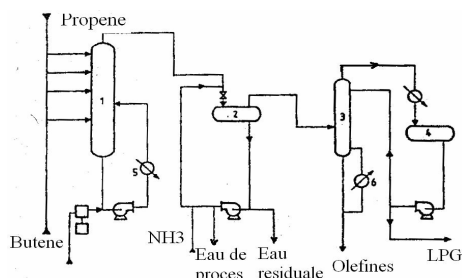 Propene
1
2
3
4
5
6
Butene
NH3
Eau de
proces
Eau
residuale
Olefines
LPG